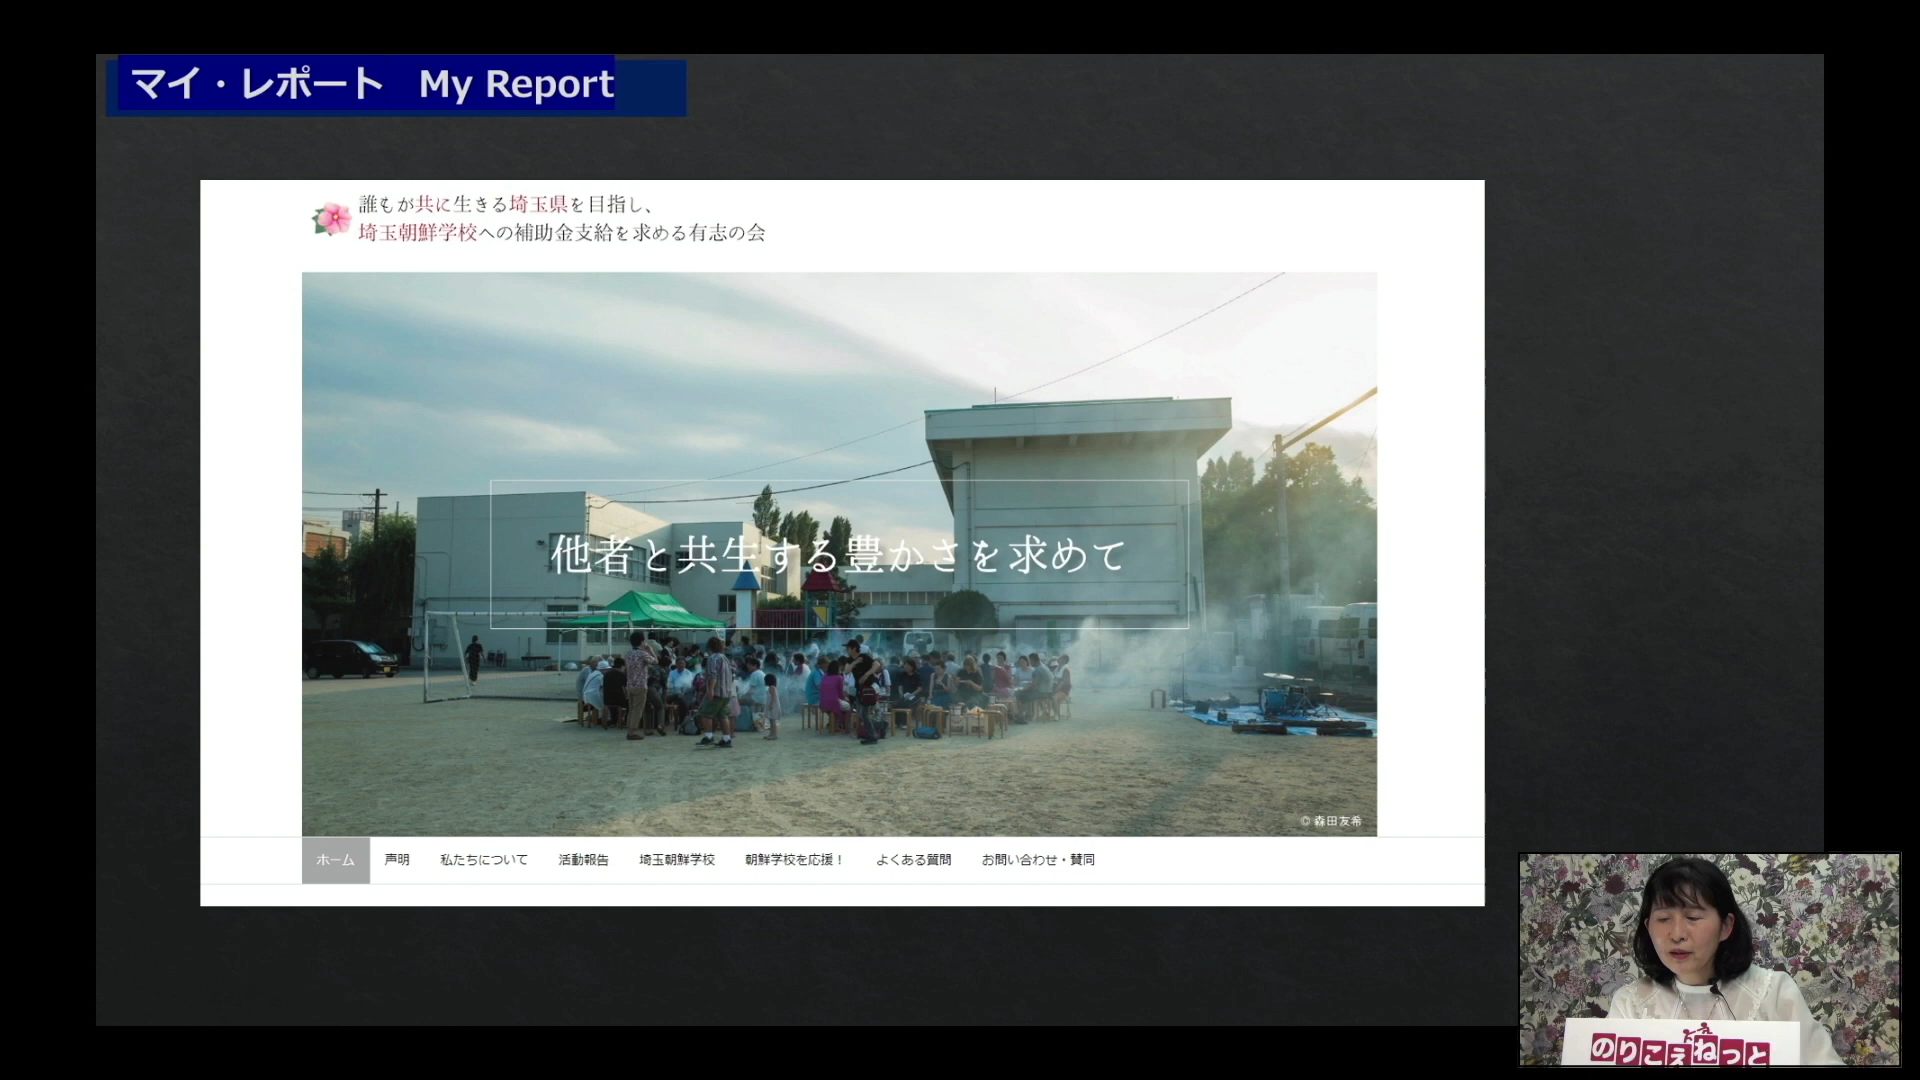 マイ・レポート　My Report
誰もが共に生きる埼玉県を目指し、
埼玉朝鮮学校への補助金支給を求める有志の会
他者と共生する豊かさを求めて
© 森田友希
ホーム　声明　私たちについて　活動報告　埼玉朝鮮学校　朝鮮学校を応援！　よくある質問　お問い合わせ・賛同
のりこえねっと